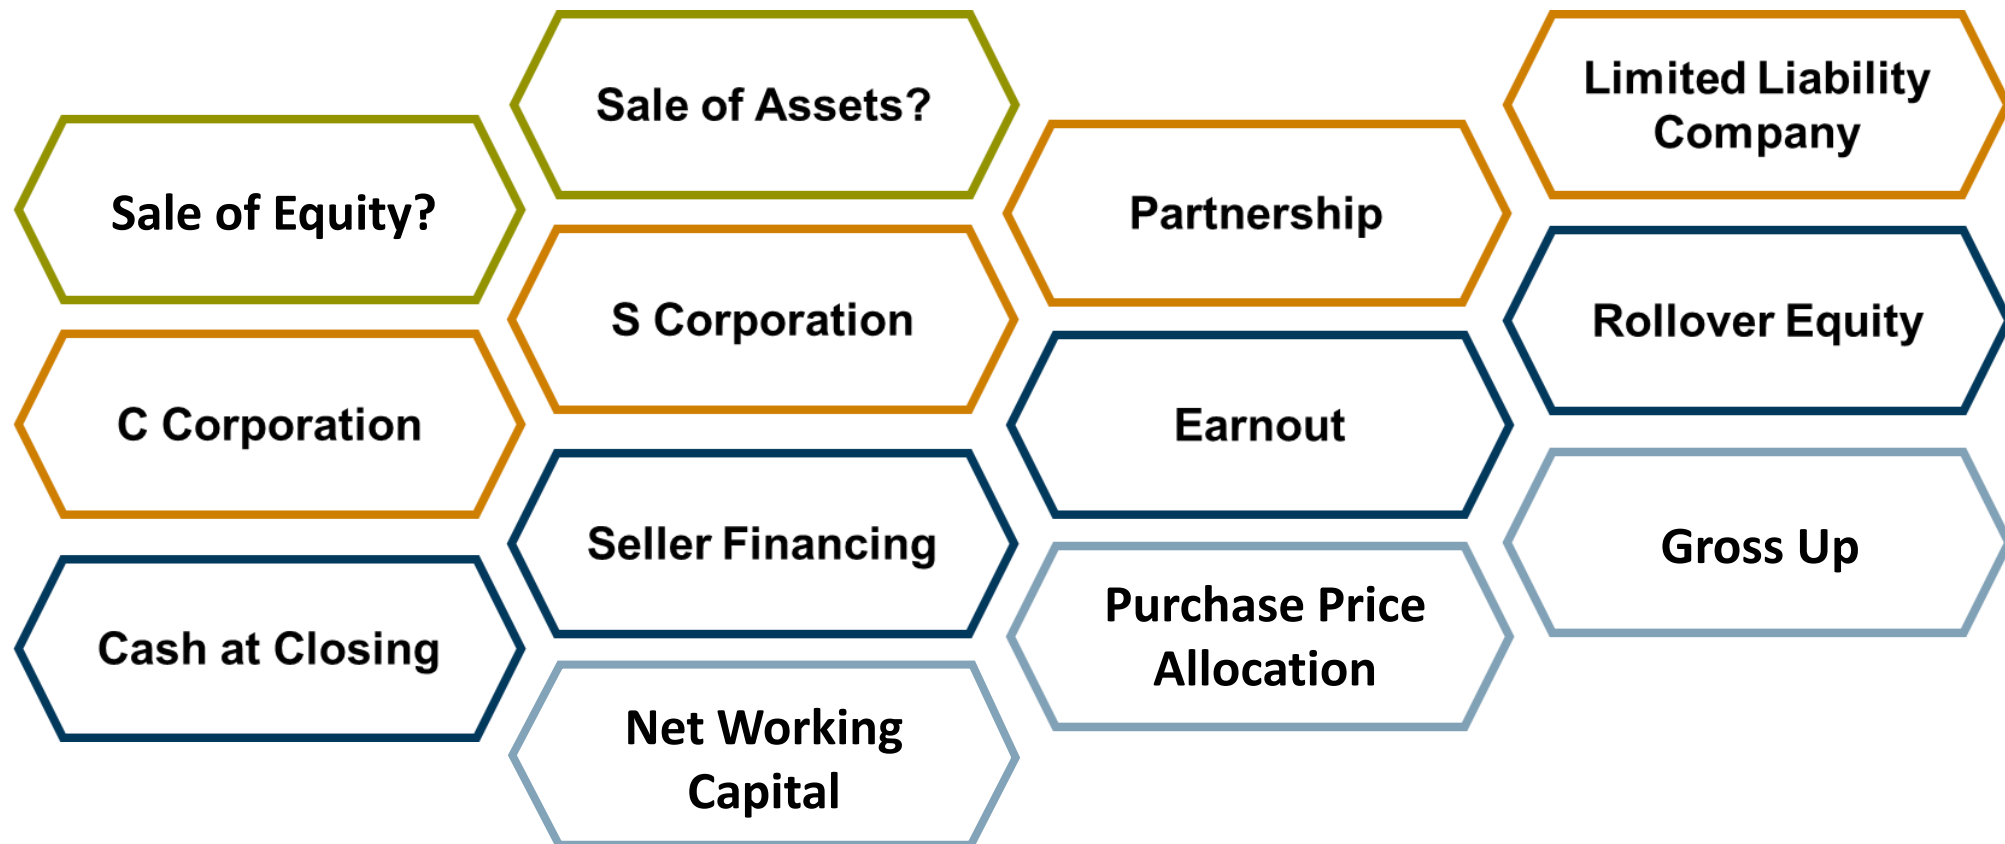 Sale of Equity?
Sale of Assets?
Limited Liability
Company
Partnership
C Corporation
S Corporation
Rollover Equity
Earnout
Cash at Closing
Seller Financing
Purchase Price
Allocation
Gross Up
Net Working
Capital